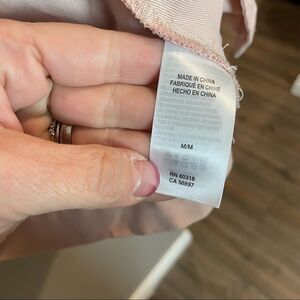 MADE IN CHINA
FABRIQUÉ EN CHINE
HECHO EN CHINA
M/M
RN 80318
CA 56897